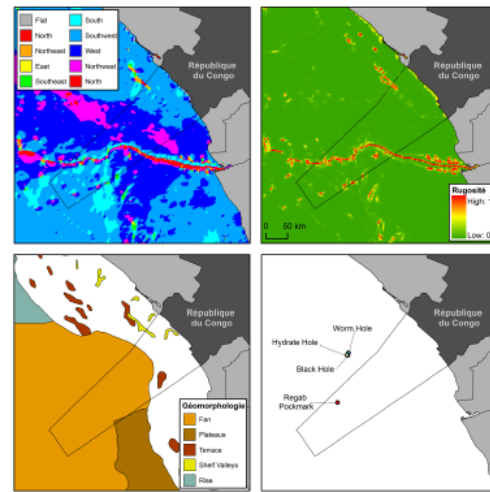 Flat
North
Northeast
East
Southeast
South
Southwest
West
Northwest
North
République
du Congo
République
du Congo
Rugosité
High: 1
Low: 0
0 50 km
République
du Congo
Géomorphologie
Fan
Plateaus
Terrace
Shelf Valleys
Rise
République
du Congo
Worm Hole
Hydrate Hole
Black Hole
Regab
Pockmark